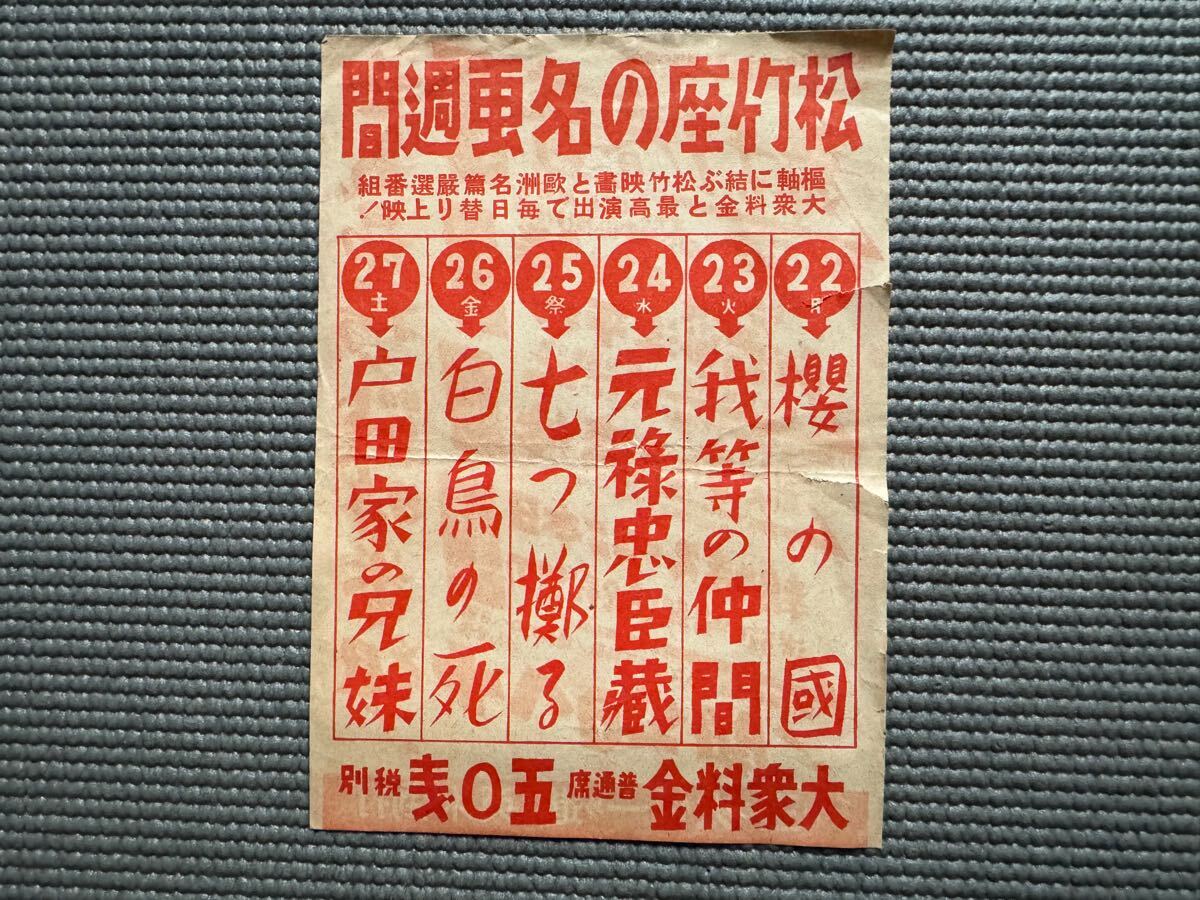 松竹座の名画週間
樞軸に結ぶ松竹映畫と歐洲名篇嚴選番組
大衆料金と最高演出で毎日替り上映!
22
月
櫻の國
23
火
我等の仲間
24
水
元祿忠臣藏
25
祭
七つ擲る
26
金
白鳥の死
27
土
戸田家の兄妹
大衆料金 普通席 五〇銭 税別